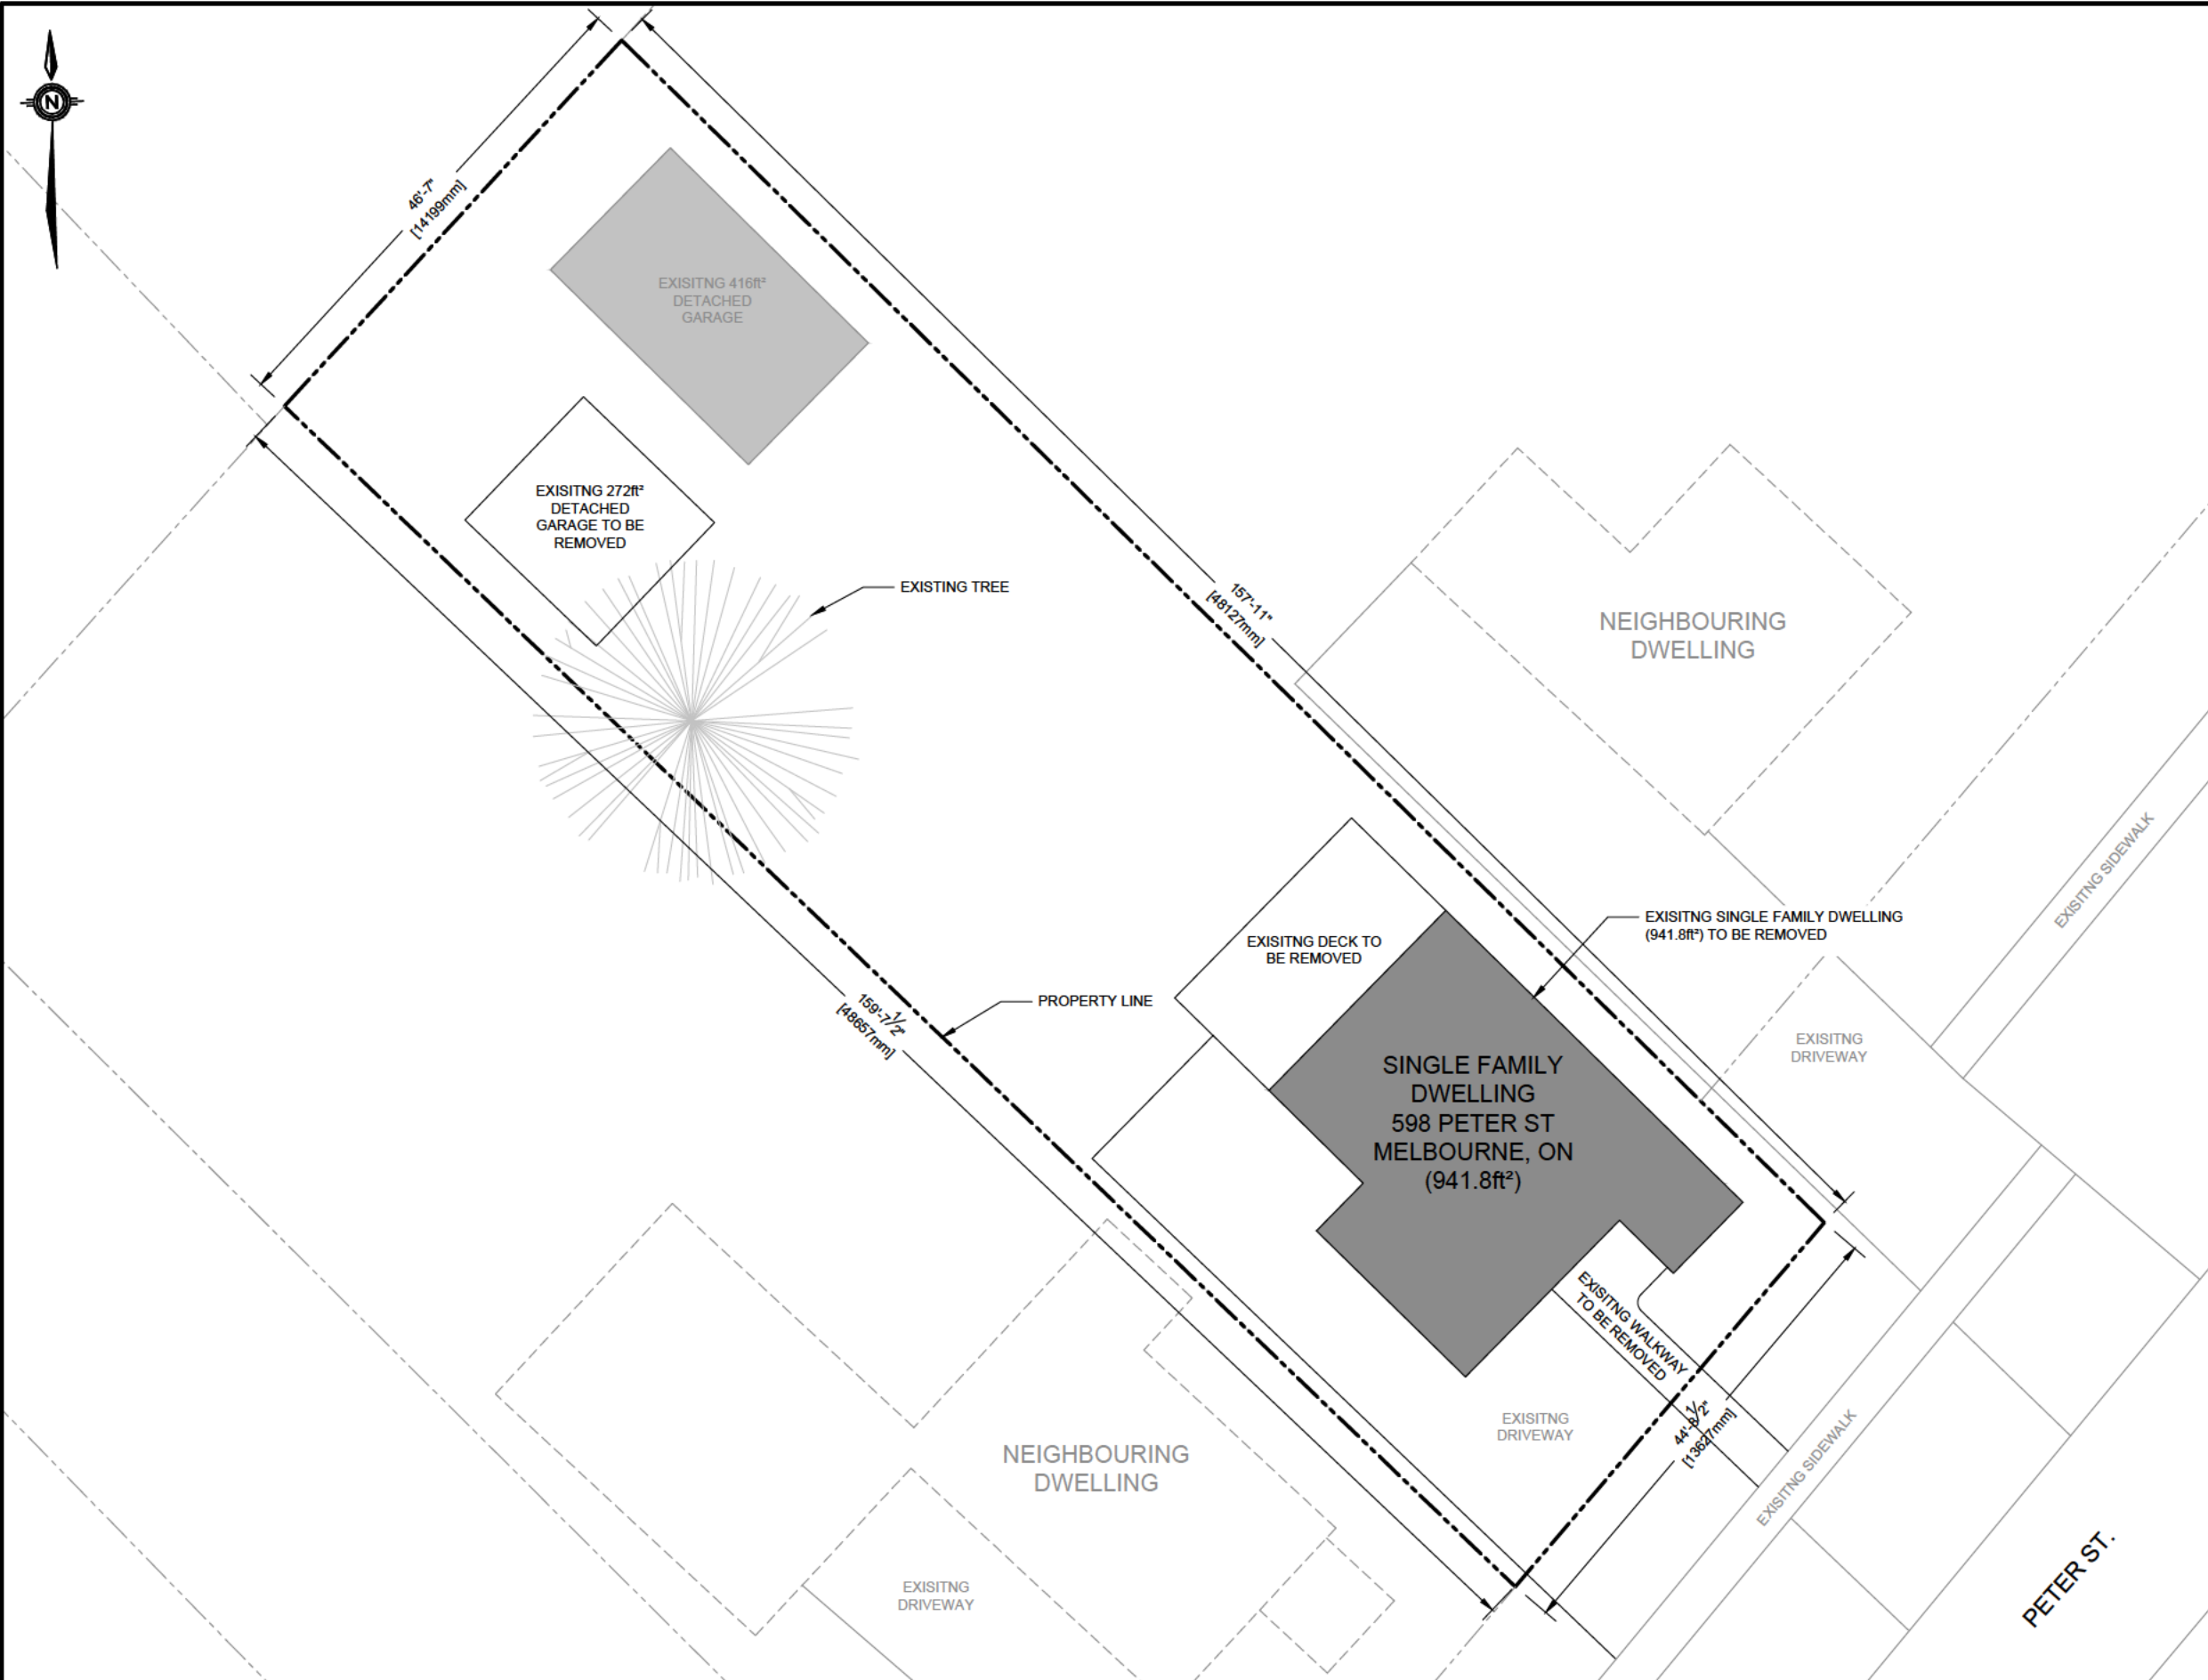 N
46'-7"
[14199mm]
EXISITNG 416ft²
DETACHED
GARAGE
EXISITNG 272ft²
DETACHED
GARAGE TO BE
REMOVED
EXISTING TREE
157'-11"
[48127mm]
NEIGHBOURING
DWELLING
EXISITNG SIDEWALK
EXISITNG SINGLE FAMILY DWELLING
(941.8ft²) TO BE REMOVED
EXISITNG DECK TO
BE REMOVED
PROPERTY LINE
159'-7 1/2"
[48657mm]
EXISITNG
DRIVEWAY
SINGLE FAMILY
DWELLING
598 PETER ST
MELBOURNE, ON
(941.8ft²)
EXISITNG WALKWAY
TO BE REMOVED
44'-8 1/2"
[13627mm]
EXISITNG
DRIVEWAY
EXISITNG SIDEWALK
NEIGHBOURING
DWELLING
EXISITNG
DRIVEWAY
PETER ST.